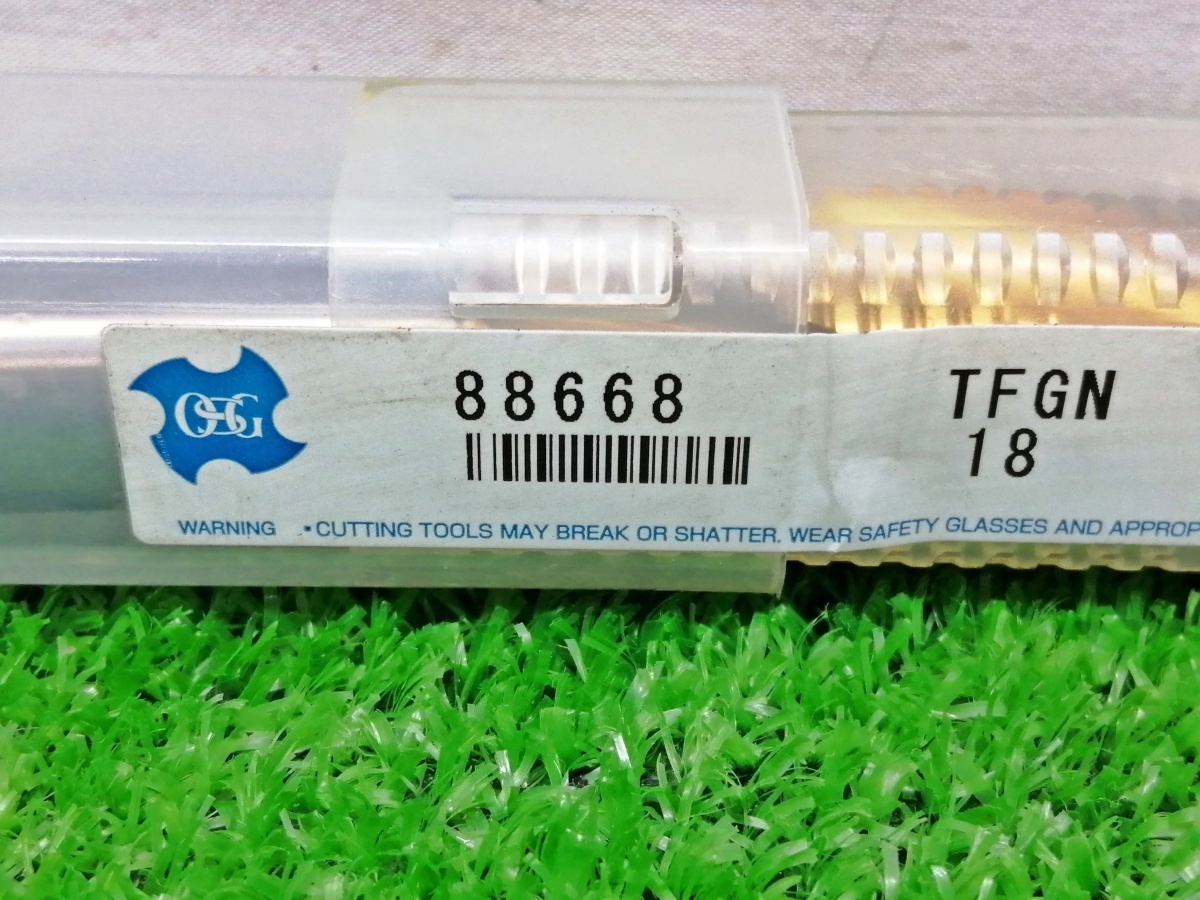 OSG
88668
TFGN
18
WARNING ・CUTTING TOOLS MAY BREAK OR SHATTER. WEAR SAFETY GLASSES AND APPROP